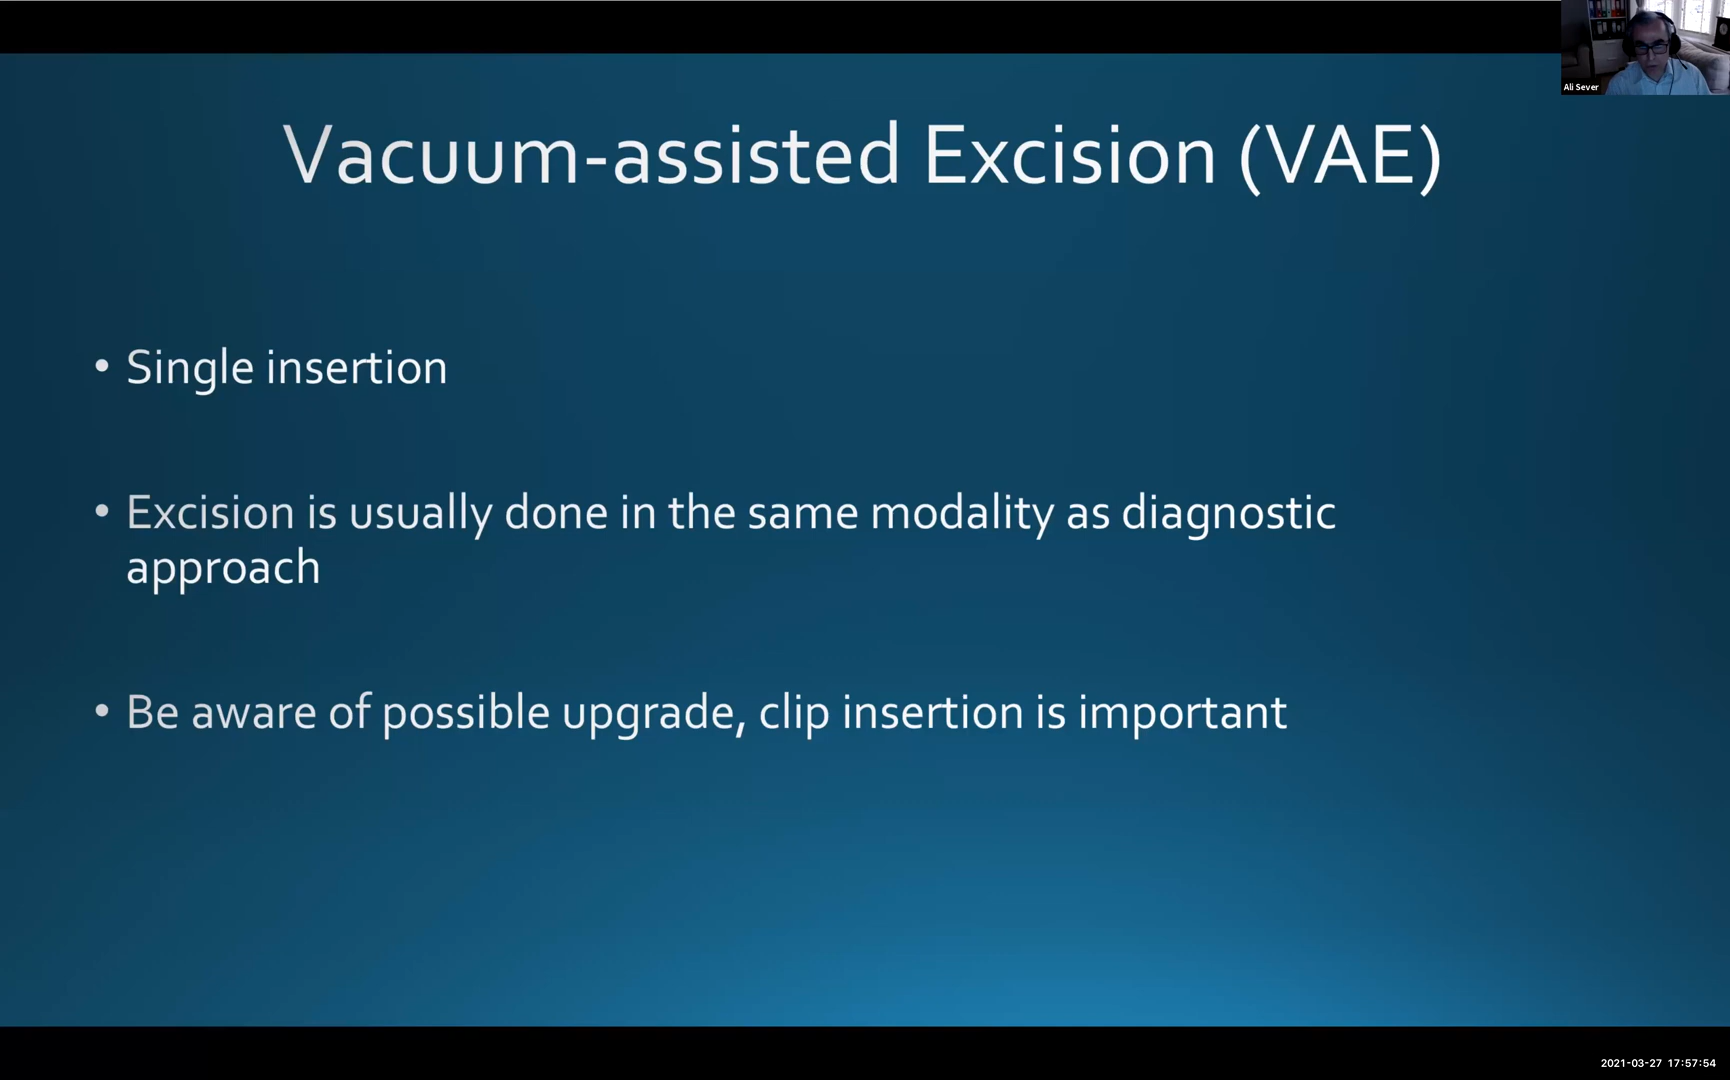 Ali Sever
Vacuum-assisted Excision (VAE)
• Single insertion
• Excision is usually done in the same modality as diagnostic
approach
• Be aware of possible upgrade, clip insertion is important
2021-03-27 17:57:54